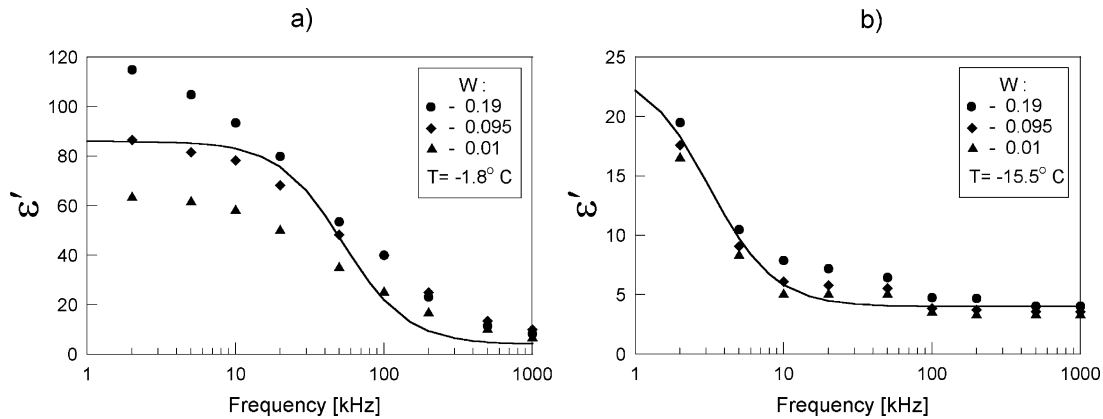 a)
120
100
80
60
40
20
0
ε′
1
10
100
1000
Frequency [kHz]
W :
● - 0.19
◆ - 0.095
▲ - 0.01
T= -1.8° C
b)
25
20
15
10
5
0
ε′
1
10
100
1000
Frequency [kHz]
W :
● - 0.19
◆ - 0.095
▲ - 0.01
T= -15.5° C